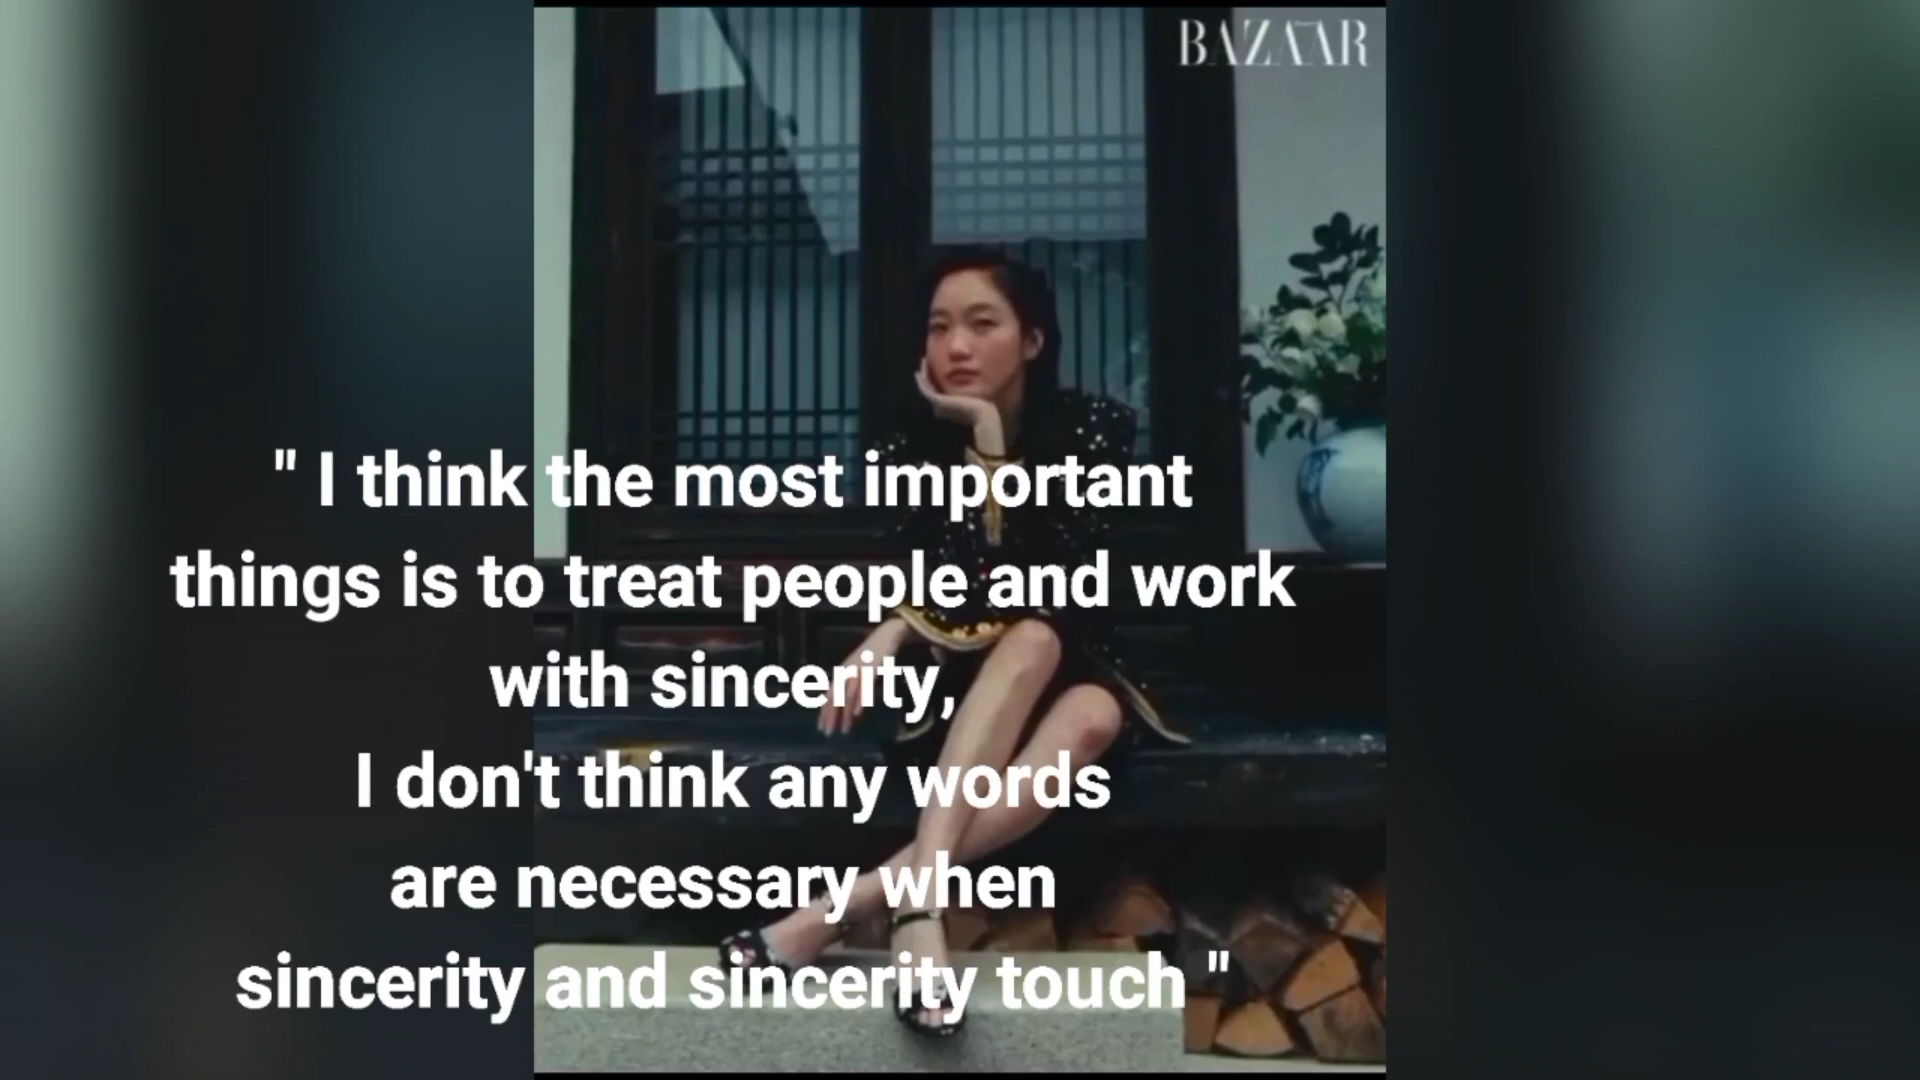 BAZAAR
" I think the most important
things is to treat people and work
with sincerity,
I don't think any words
are necessary when
sincerity and sincerity touch "